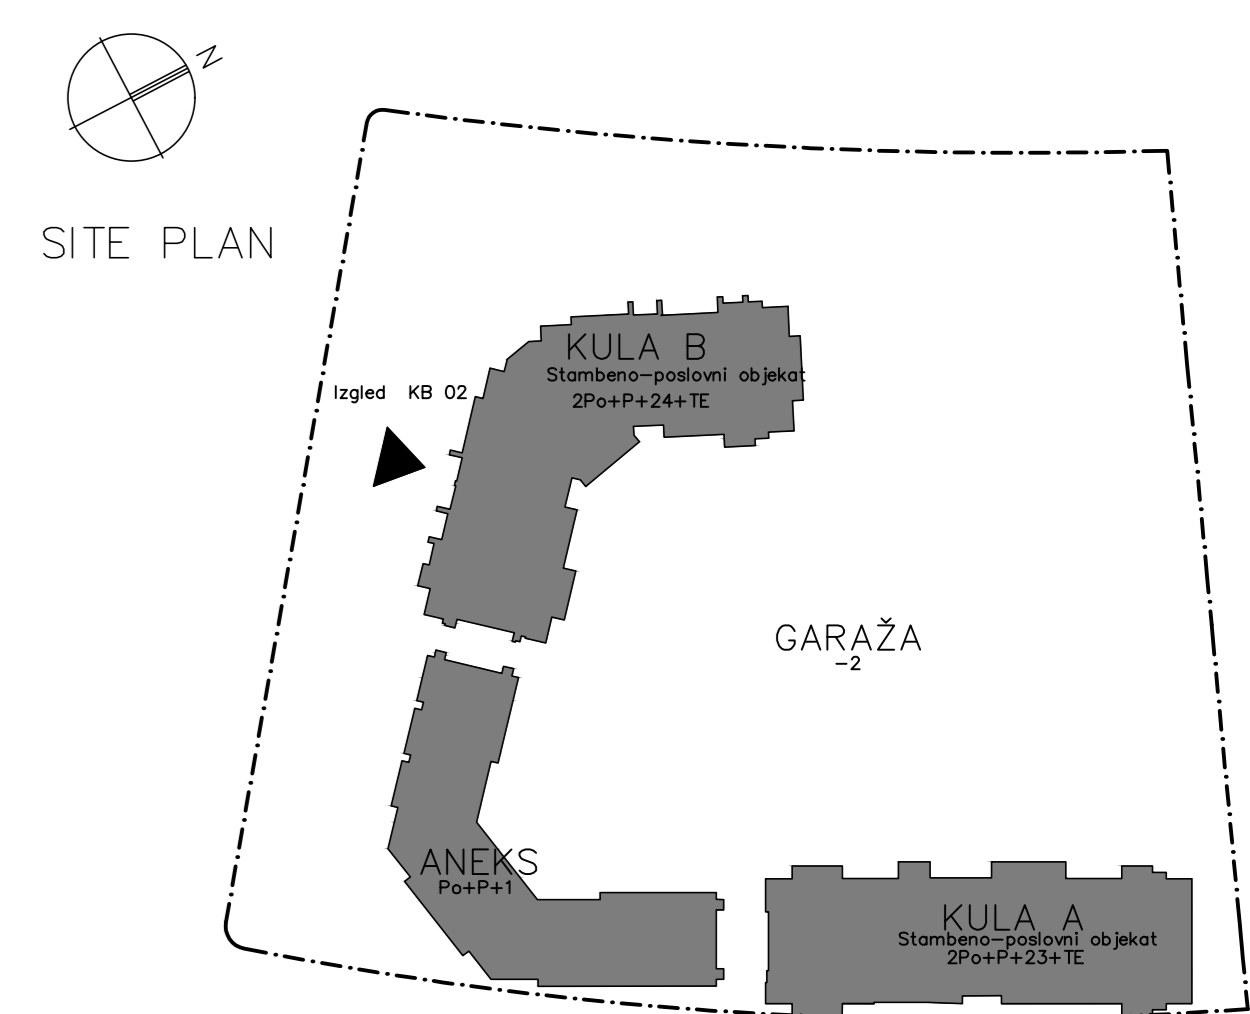 N
SITE PLAN
KULA B
Stambeno-poslovni objekat
2Po+P+24+TE
Izgled KB 02
GARAŽA
-2
ANEKS
Po+P+1
KULA A
Stambeno-poslovni objekat
2Po+P+23+TE